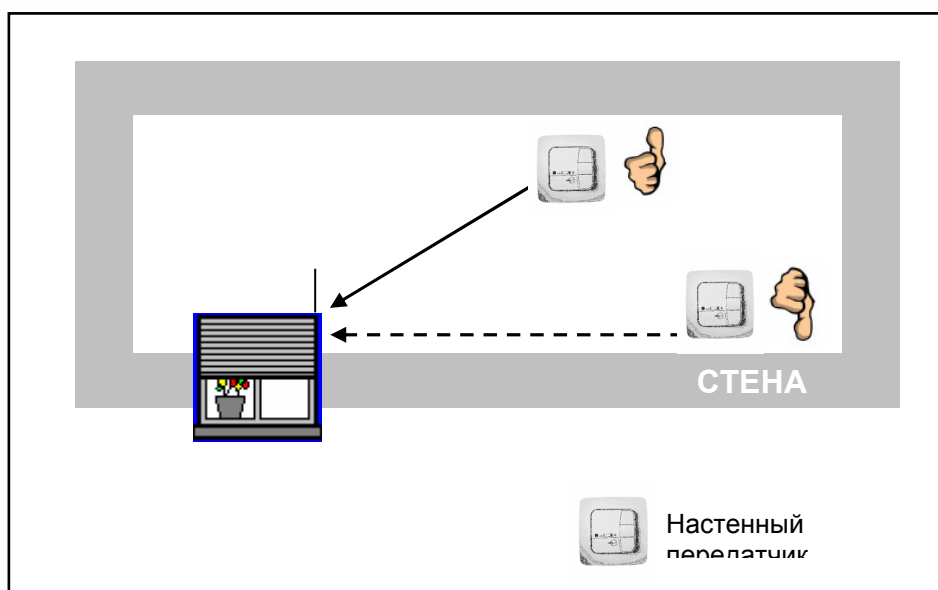 СТЕНА
Настенный
передатчик